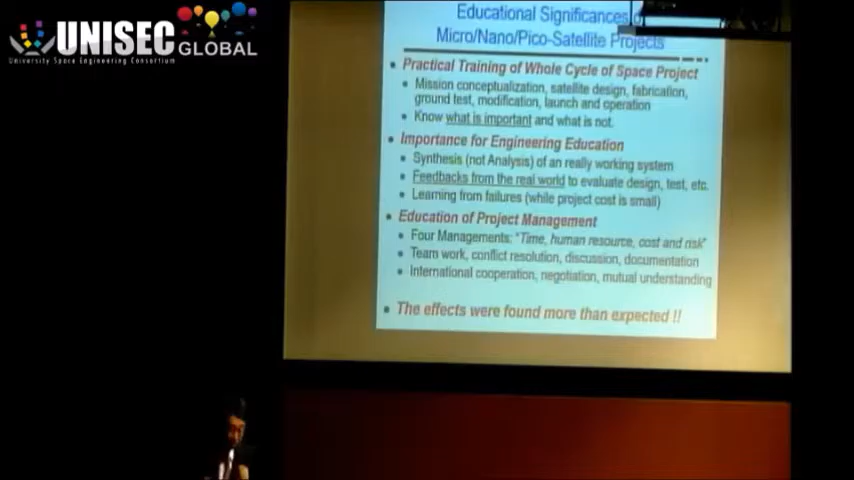 UNISEC
GLOBAL
University Space Engineering Consortium
Educational Significances
Micro/Nano/Pico-Satellite Projects
Practical Training of Whole Cycle of Space Project
Mission conceptualization, satellite design, fabrication,
ground test, modification, launch and operation
Know what is important and what is not.
Importance for Engineering Education
Synthesis (not Analysis) of an really working system
Feedbacks from the real world to evaluate design, test, etc.
Learning from failures (while project cost is small)
Education of Project Management
Four Managements: "Time, human resource, cost and risk"
Team work, conflict resolution, discussion, documentation
International cooperation, negotiation, mutual understanding
The effects were found more than expected !!